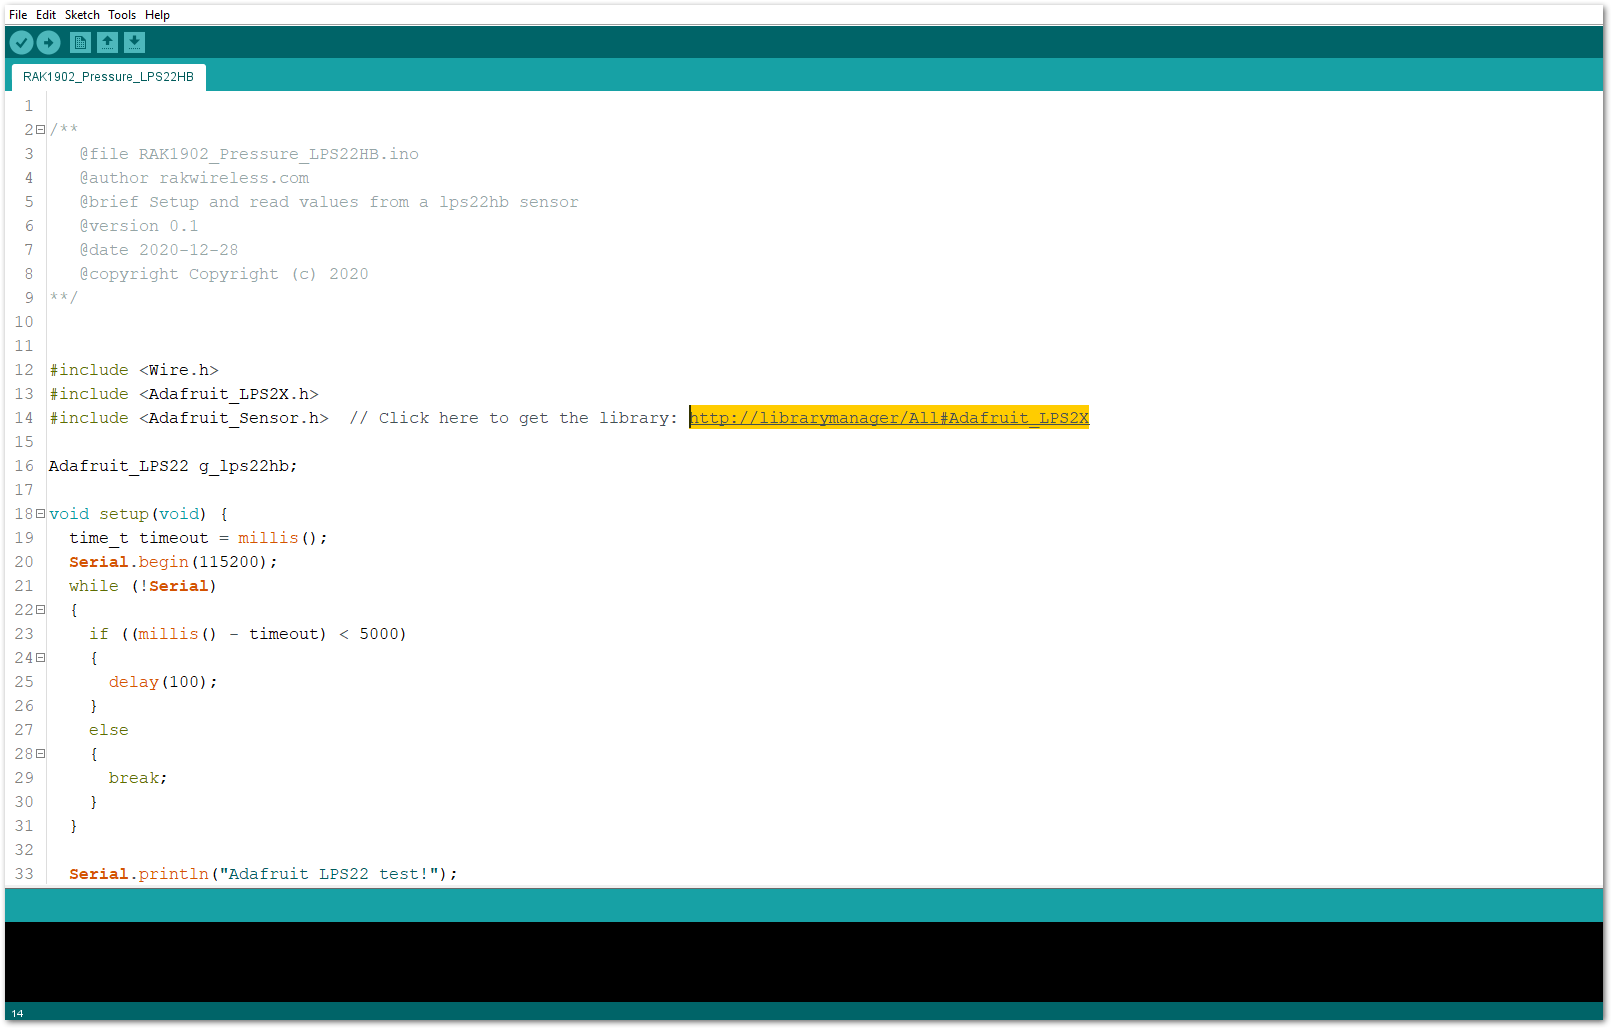 File Edit Sketch Tools Help
RAK1902_Pressure_LPS22HB
1
2 /**
3    @file RAK1902_Pressure_LPS22HB.ino
4    @author rakwireless.com
5    @brief Setup and read values from a lps22hb sensor
6    @version 0.1
7    @date 2020-12-28
8    @copyright Copyright (c) 2020
9 **/
10
11
12 #include <Wire.h>
13 #include <Adafruit_LPS2X.h>
14 #include <Adafruit_Sensor.h>  // Click here to get the library: http://librarymanager/All#Adafruit_LPS2X
15
16 Adafruit_LPS22 g_lps22hb;
17
18 void setup(void) {
19   time_t timeout = millis();
20   Serial.begin(115200);
21   while (!Serial)
22   {
23     if ((millis() - timeout) < 5000)
24     {
25       delay(100);
26     }
27     else
28     {
29       break;
30     }
31   }
32
33   Serial.println("Adafruit LPS22 test!");
14